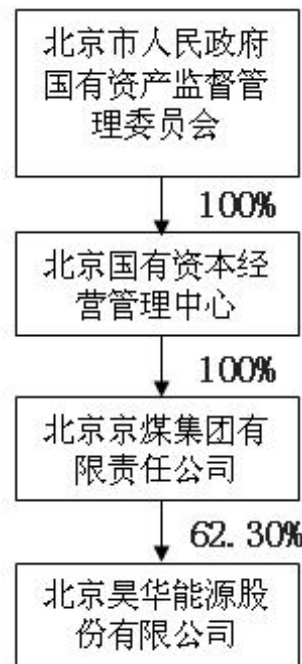 北京市人民政府
国有资产监督管
理委员会
100%
北京国有资本经
营管理中心
100%
北京京煤集团有
限责任公司
62.30%
北京昊华能源股
份有限公司